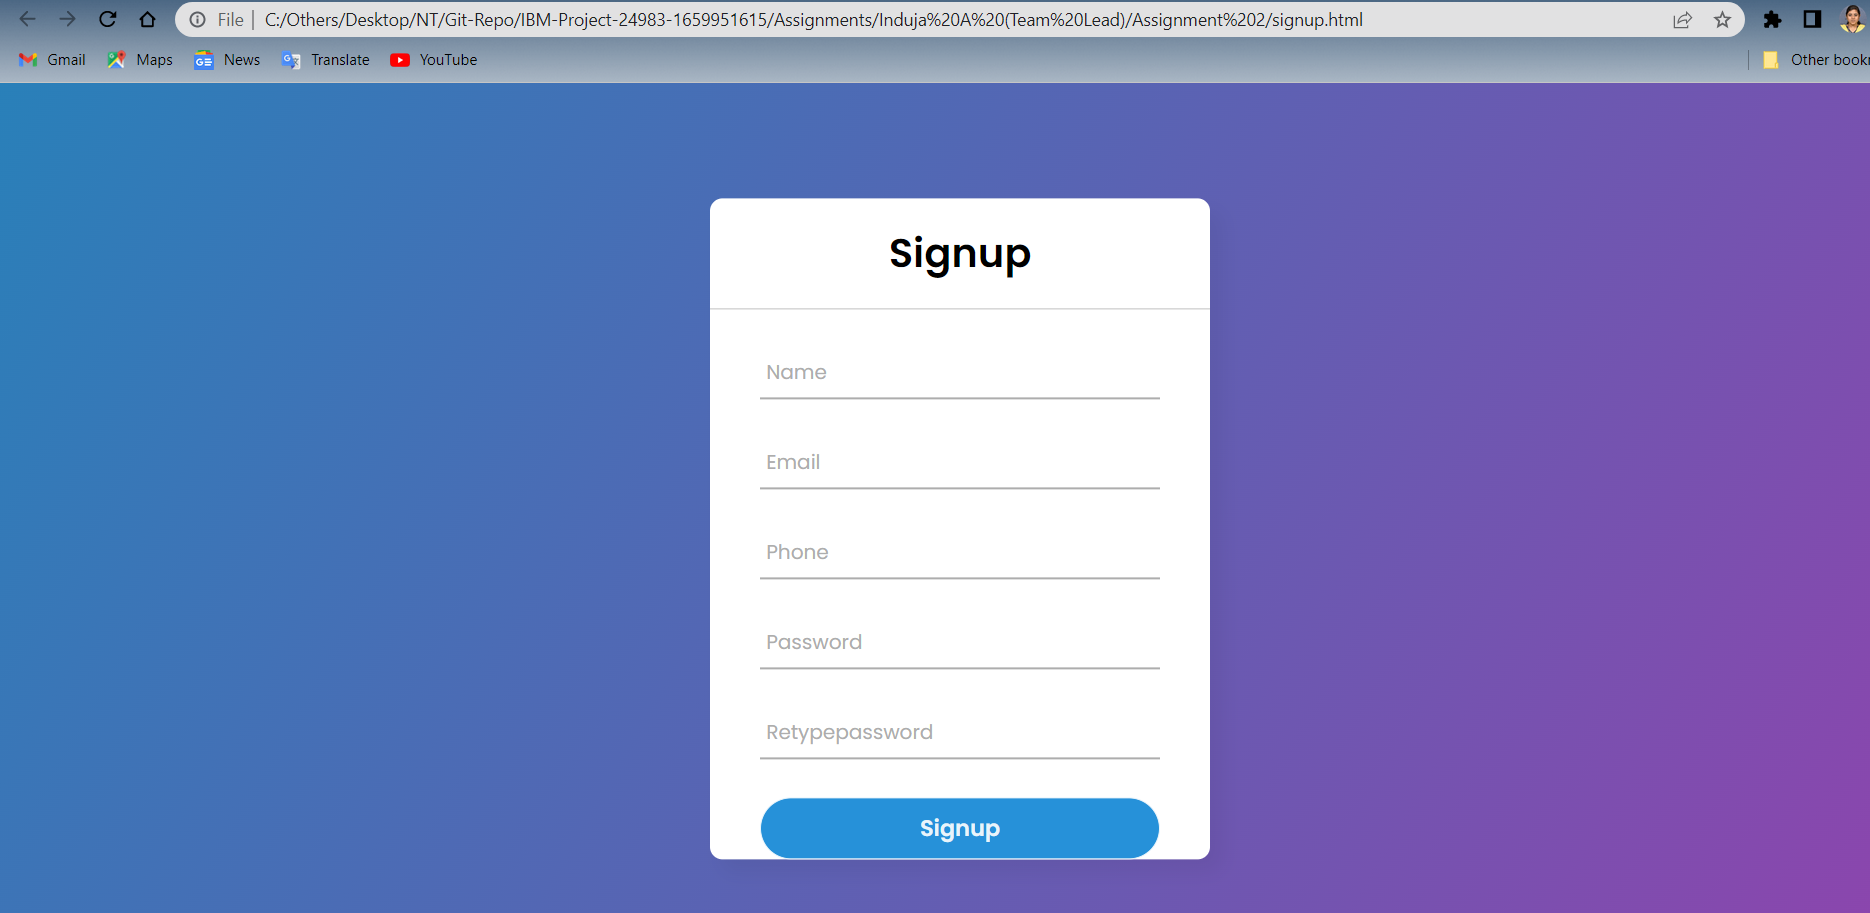 File | C:/Others/Desktop/NT/Git-Repo/IBM-Project-24983-1659951615/Assignments/Induja%20A%20(Team%20Lead)/Assignment%202/signup.html
Gmail Maps News Translate YouTube Other book
Signup
Name
Email
Phone
Password
Retypepassword
Signup